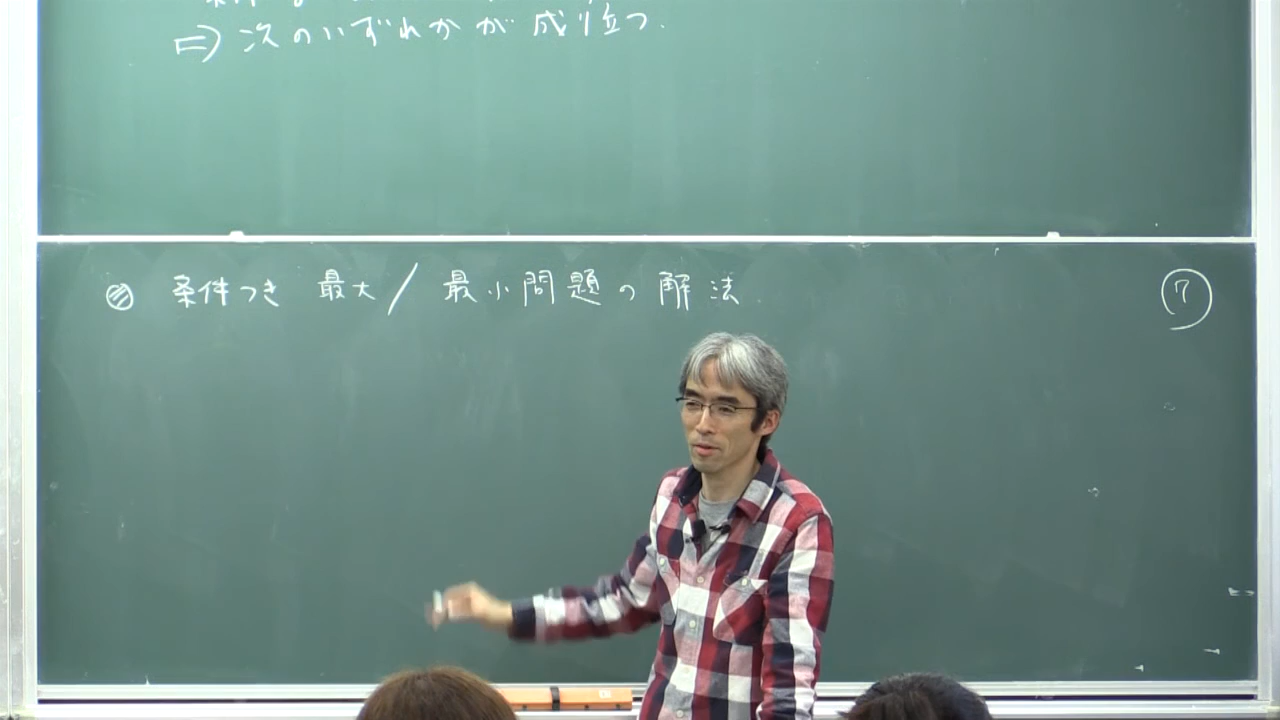 ⇒ 次のいずれかが成り立つ.
◎ 条件つき 最大 / 最小問題の解法
⑦